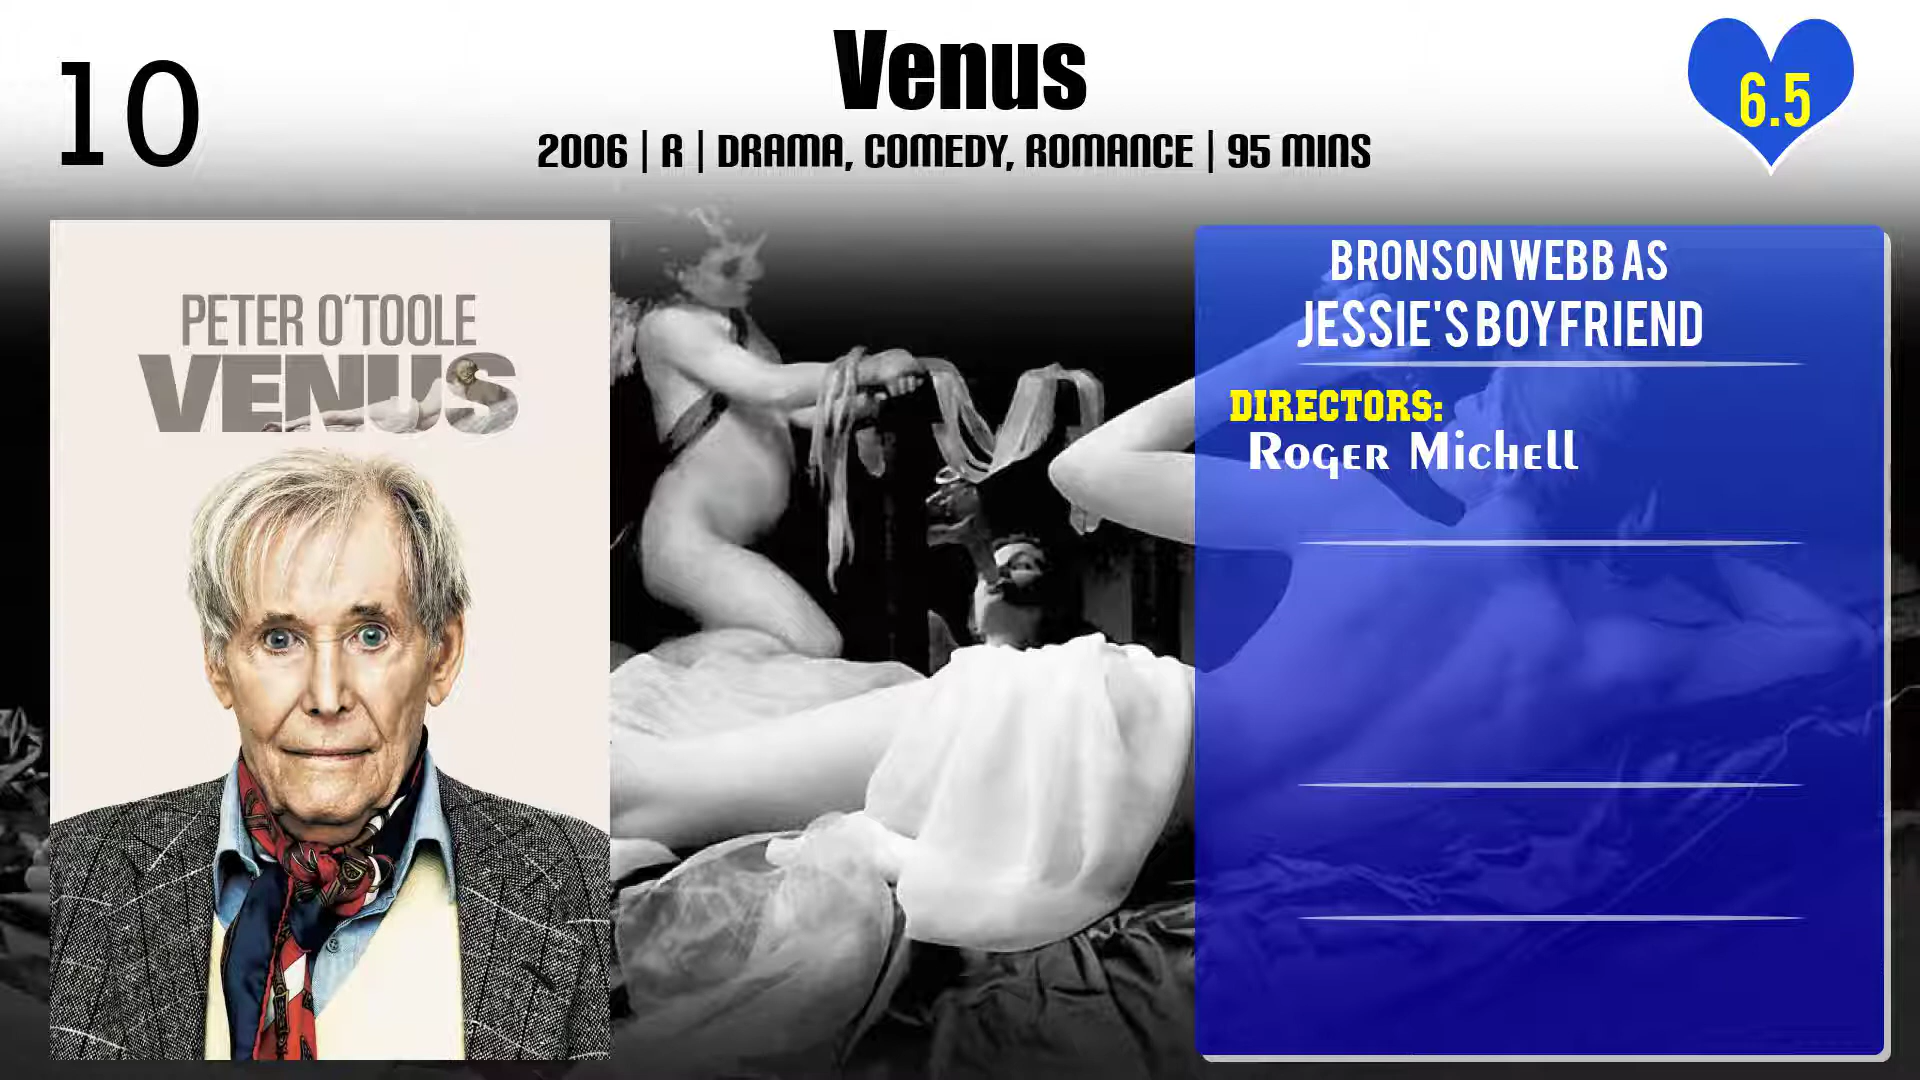 10
Venus
2006 | R | DRAMA, COMEDY, ROMANCE | 95 MINS
6.5
PETER O'TOOLE
VENUS
BRONSON WEBB AS
JESSIE'S BOYFRIEND
DIRECTORS:
Roger Michell